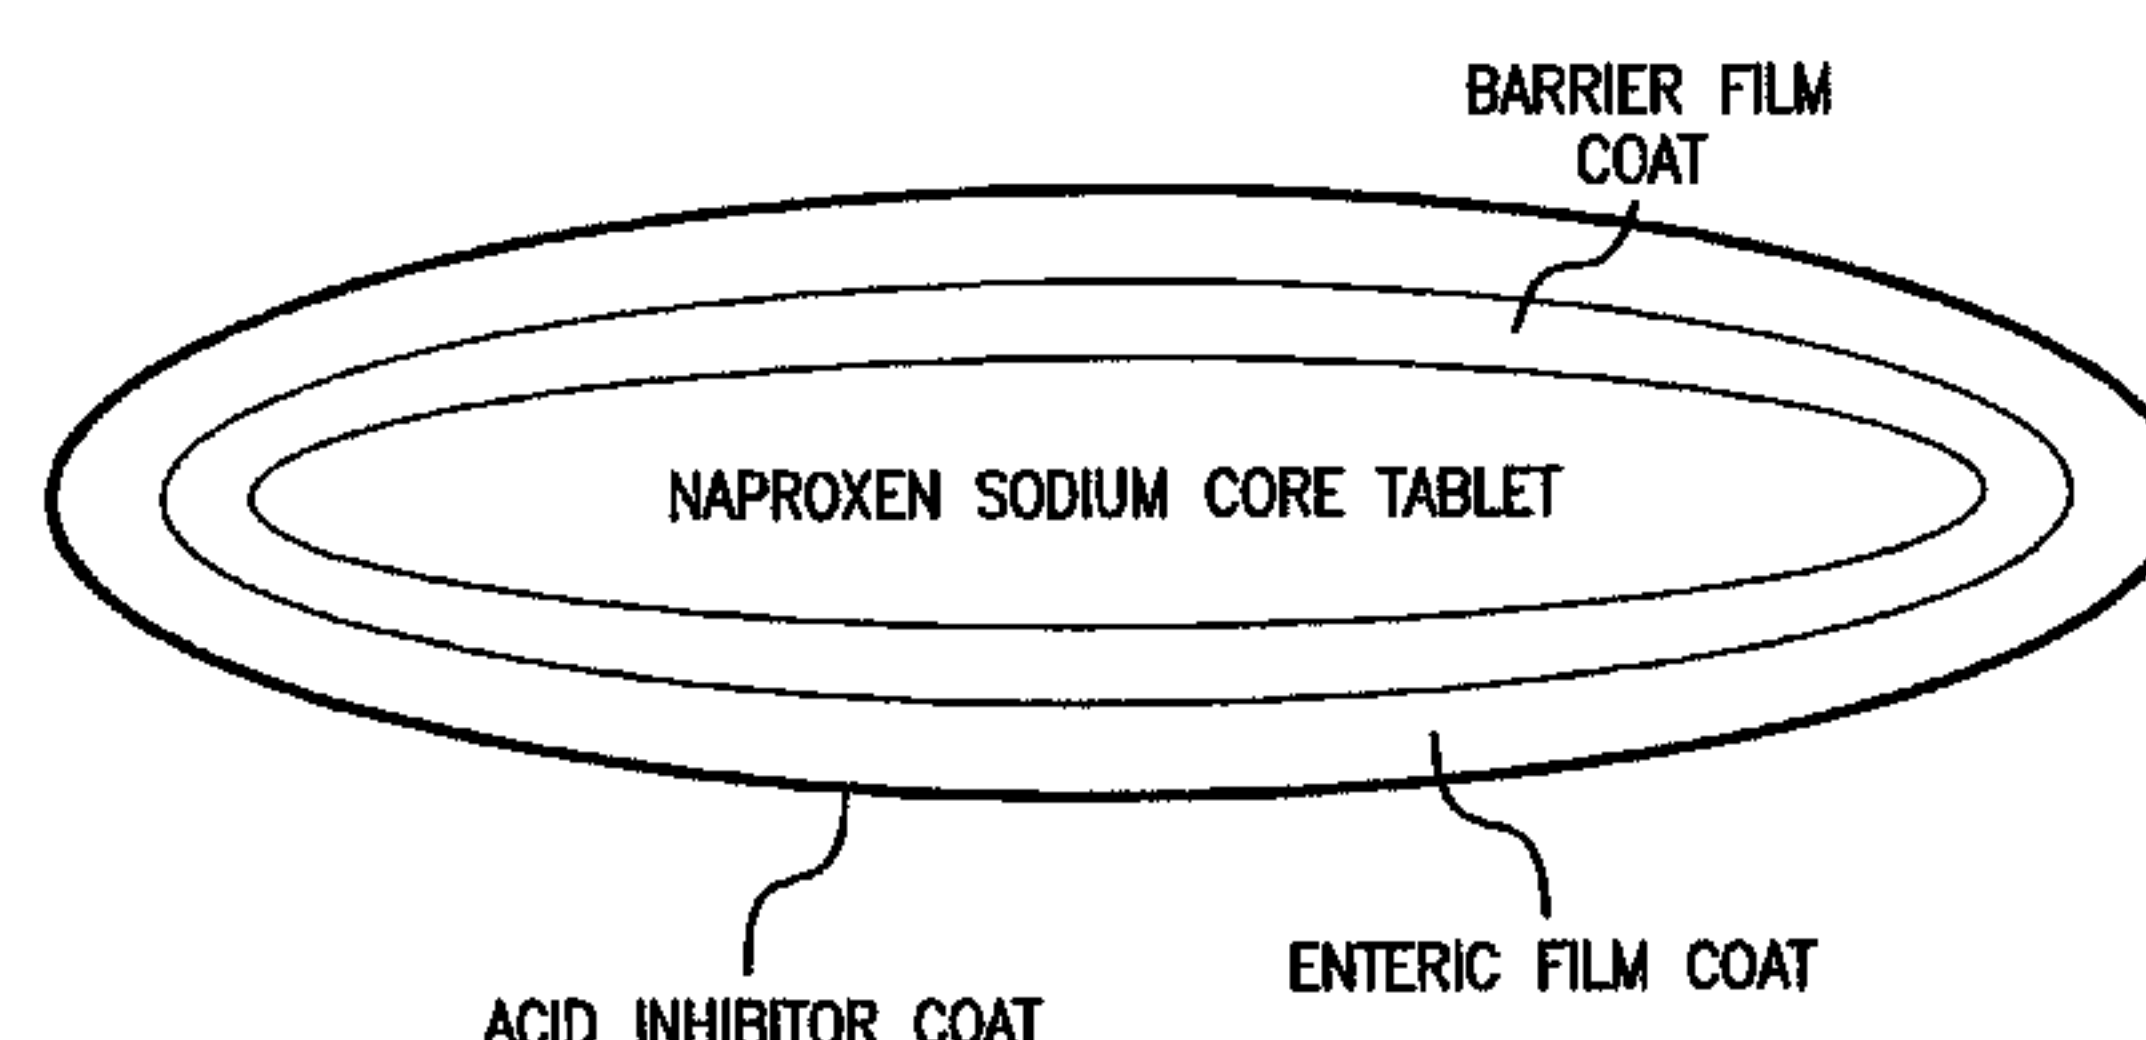 BARRIER FILM
COAT
NAPROXEN SODIUM CORE TABLET
ENTERIC FILM COAT
ACID INHIBITOR COAT